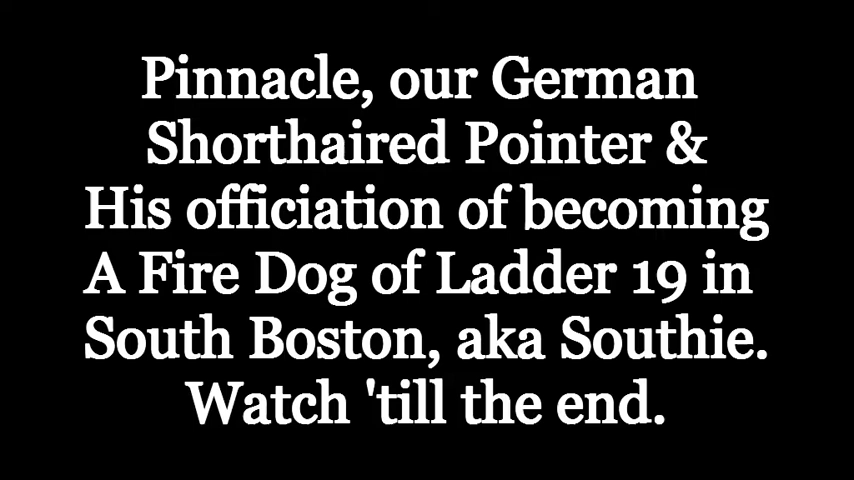 Pinnacle, our German
Shorthaired Pointer &
His officiation of becoming
A Fire Dog of Ladder 19 in
South Boston, aka Southie.
Watch 'till the end.